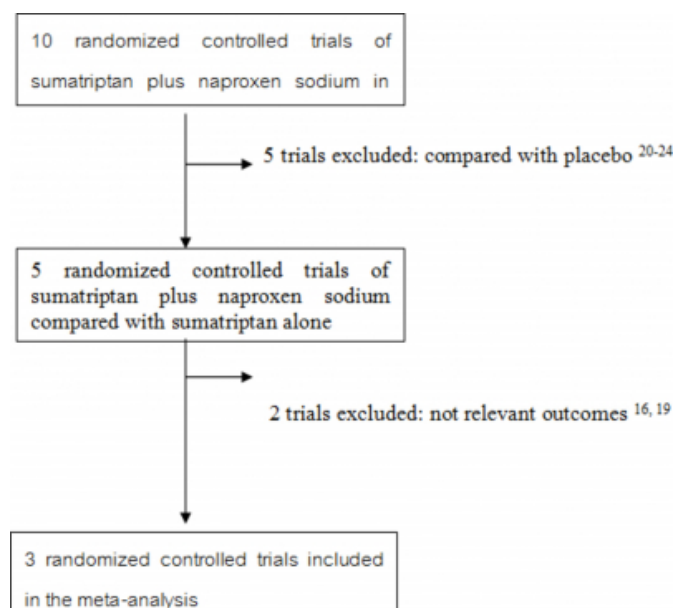 10 randomized controlled trials of
sumatriptan plus naproxen sodium in
5 trials excluded: compared with placebo 20-24
5 randomized controlled trials of
sumatriptan plus naproxen sodium
compared with sumatriptan alone
2 trials excluded: not relevant outcomes 16, 19
3 randomized controlled trials included
in the meta-analysis